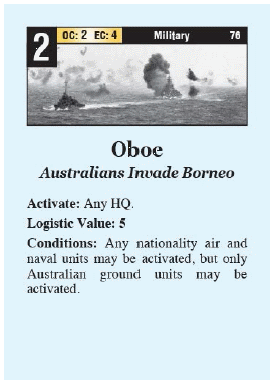 2 OC: 2 EC: 4 Military 76
Oboe
Australians Invade Borneo
Activate: Any HQ.
Logistic Value: 5
Conditions: Any nationality air and
naval units may be activated, but only
Australian ground units may be
activated.